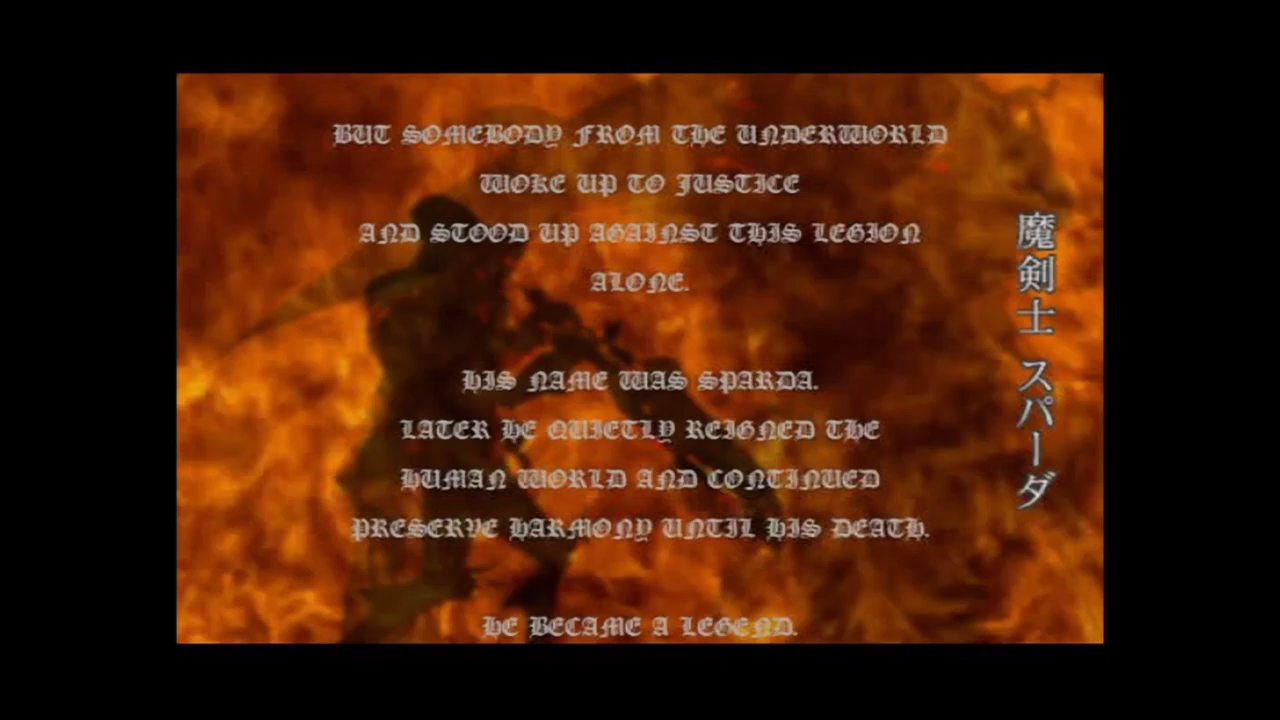 BUT SOMEBODY FROM THE UNDERWORLD
WOKE UP TO JUSTICE
AND STOOD UP AGAINST THIS LEGION
ALONE.
HIS NAME WAS SPARDA.
LATER HE QUIETLY REIGNED THE
HUMAN WORLD AND CONTINUED
PRESERVE HARMONY UNTIL HIS DEATH.
HE BECAME A LEGEND.
魔剣士 スパーダ